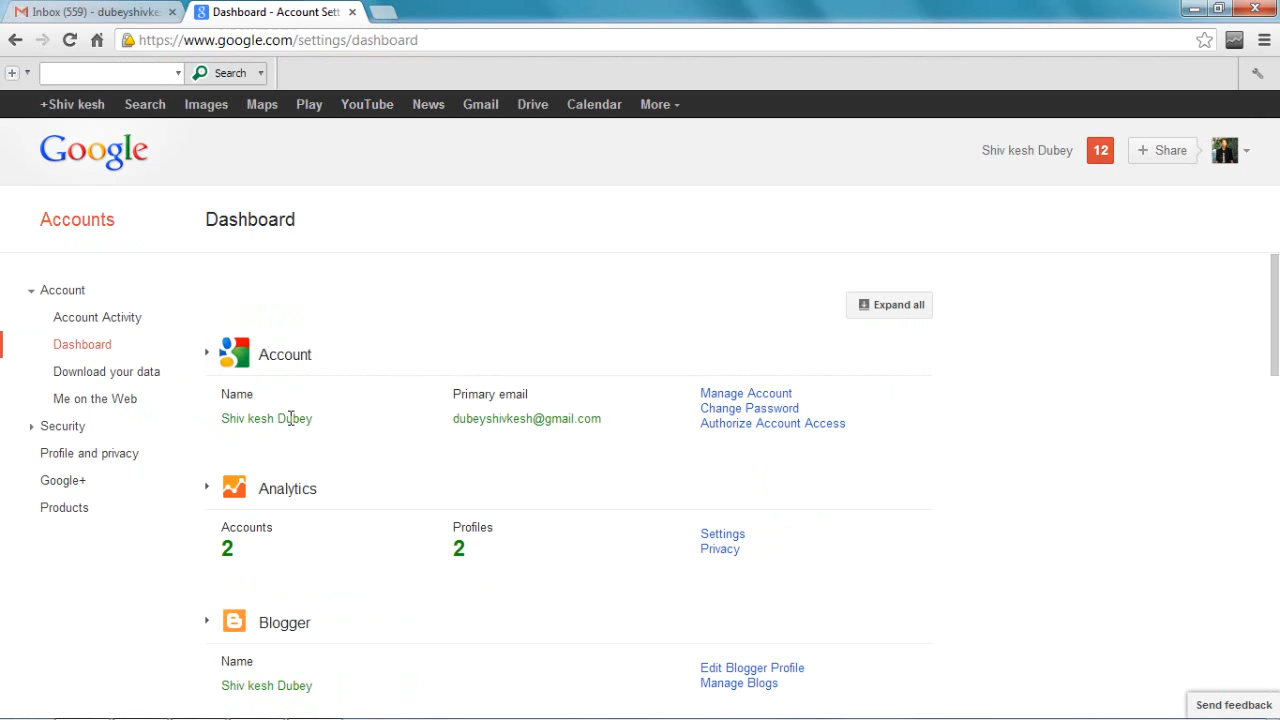 Inbox (559) - dubeyshivke
Dashboard - Account Sett
https://www.google.com/settings/dashboard
Search
+Shiv kesh Search Images Maps Play YouTube News Gmail Drive Calendar More
Google
Shiv kesh Dubey 12 + Share
Accounts
Dashboard
Account
Account Activity
Dashboard
Download your data
Me on the Web
Security
Profile and privacy
Google+
Products
Expand all
Account
Name
Shiv kesh Dubey
Primary email
dubeyshivkesh@gmail.com
Manage Account
Change Password
Authorize Account Access
Analytics
Accounts
2
Profiles
2
Settings
Privacy
Blogger
Name
Shiv kesh Dubey
Edit Blogger Profile
Manage Blogs
Send feedback